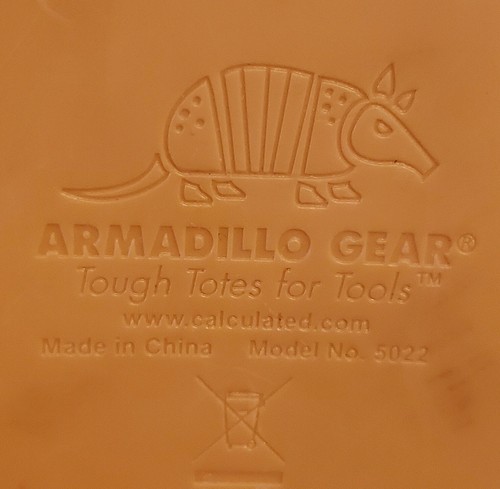 ARMADILLO GEAR®
Tough Totes for Tools™
www.calculated.com
Made in China Model No. 5022